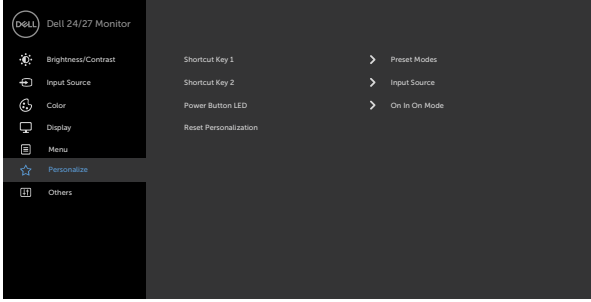 DELL Dell 24/27 Monitor
Brightness/Contrast Shortcut Key 1 Preset Modes
Input Source Shortcut Key 2 Input Source
Color Power Button LED On In On Mode
Display Reset Personalization
Menu
Personalize
Others